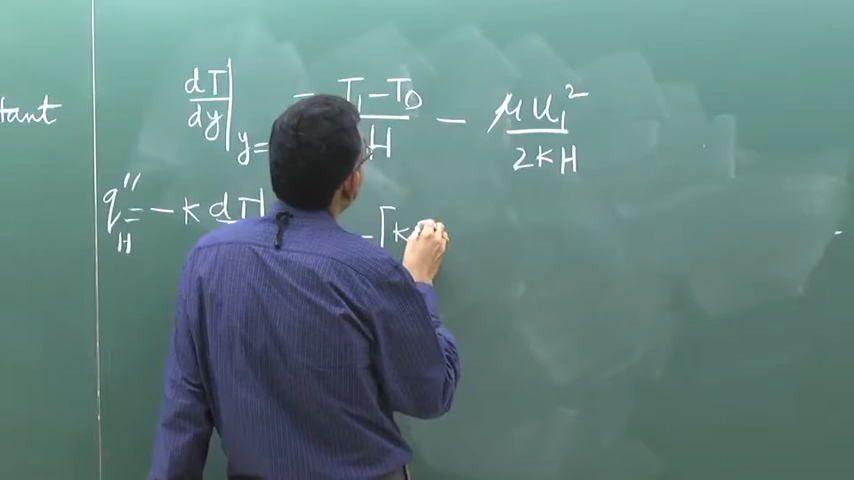 tant
dT/dy|y= = T1-T0/H - μu1²/2KH
q''H = -K dT - [K